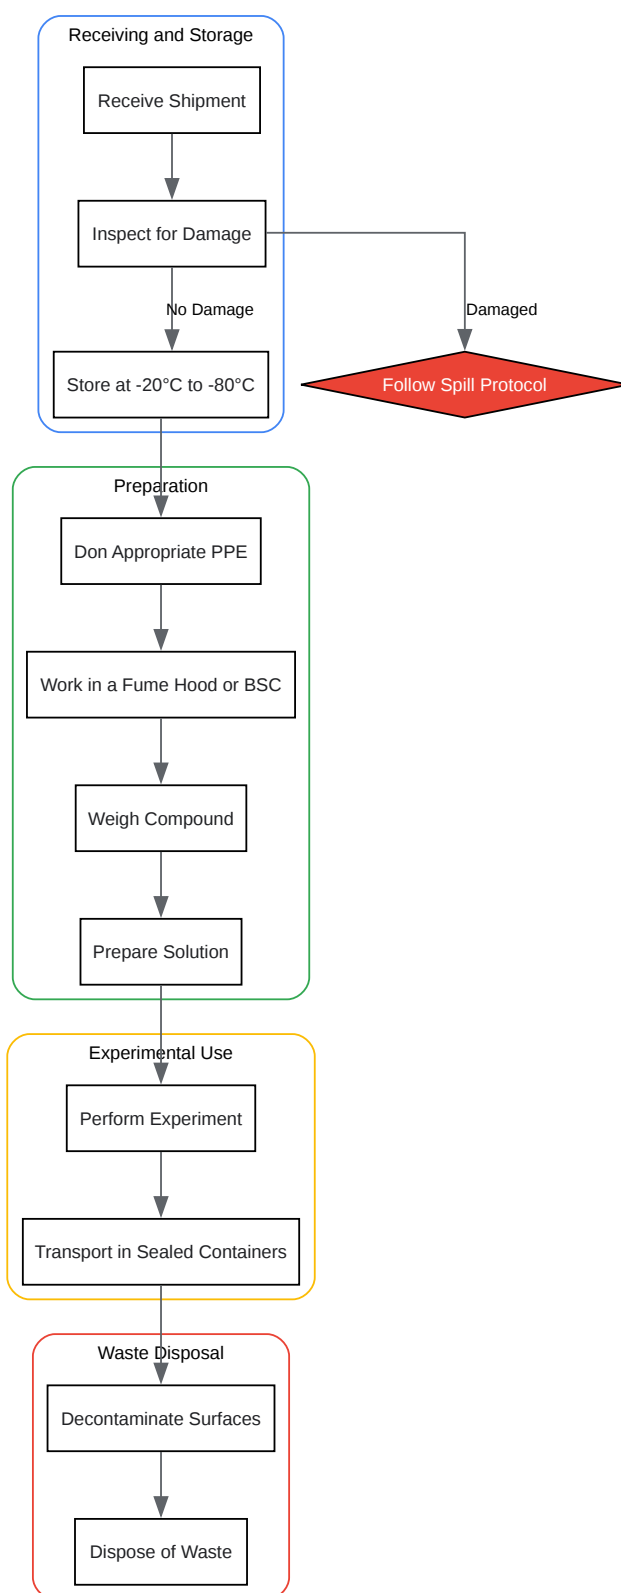 Receiving and Storage
Receive Shipment
Inspect for Damage
No Damage
Damaged
Store at -20°C to -80°C
Follow Spill Protocol
Preparation
Don Appropriate PPE
Work in a Fume Hood or BSC
Weigh Compound
Prepare Solution
Experimental Use
Perform Experiment
Transport in Sealed Containers
Waste Disposal
Decontaminate Surfaces
Dispose of Waste